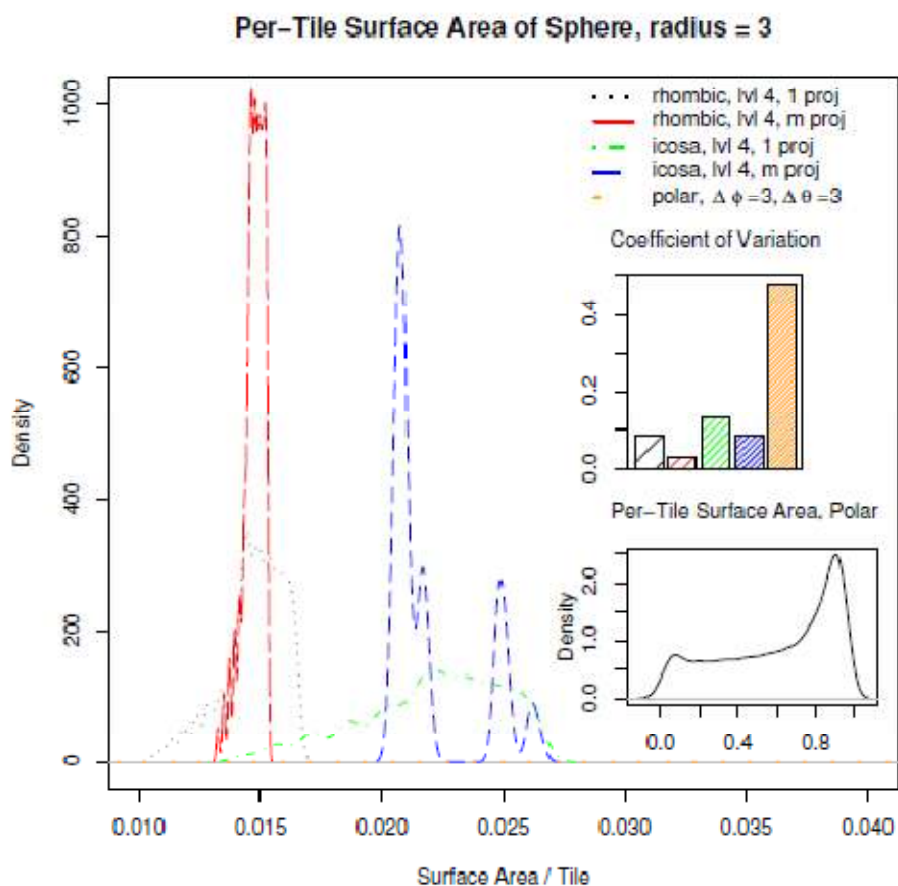 Per-Tile Surface Area of Sphere, radius = 3
rhombic, lvl 4, 1 proj
rhombic, lvl 4, m proj
icosa, lvl 4, 1 proj
icosa, lvl 4, m proj
polar, Δ ϕ =3, Δ θ =3
Coefficient of Variation
0.0 0.2 0.4
Per-Tile Surface Area, Polar
Density
0.0 1.0 2.0
0.0 0.4 0.8
Density
0 200 400 600 800 1000
0.010 0.015 0.020 0.025 0.030 0.035 0.040
Surface Area / Tile